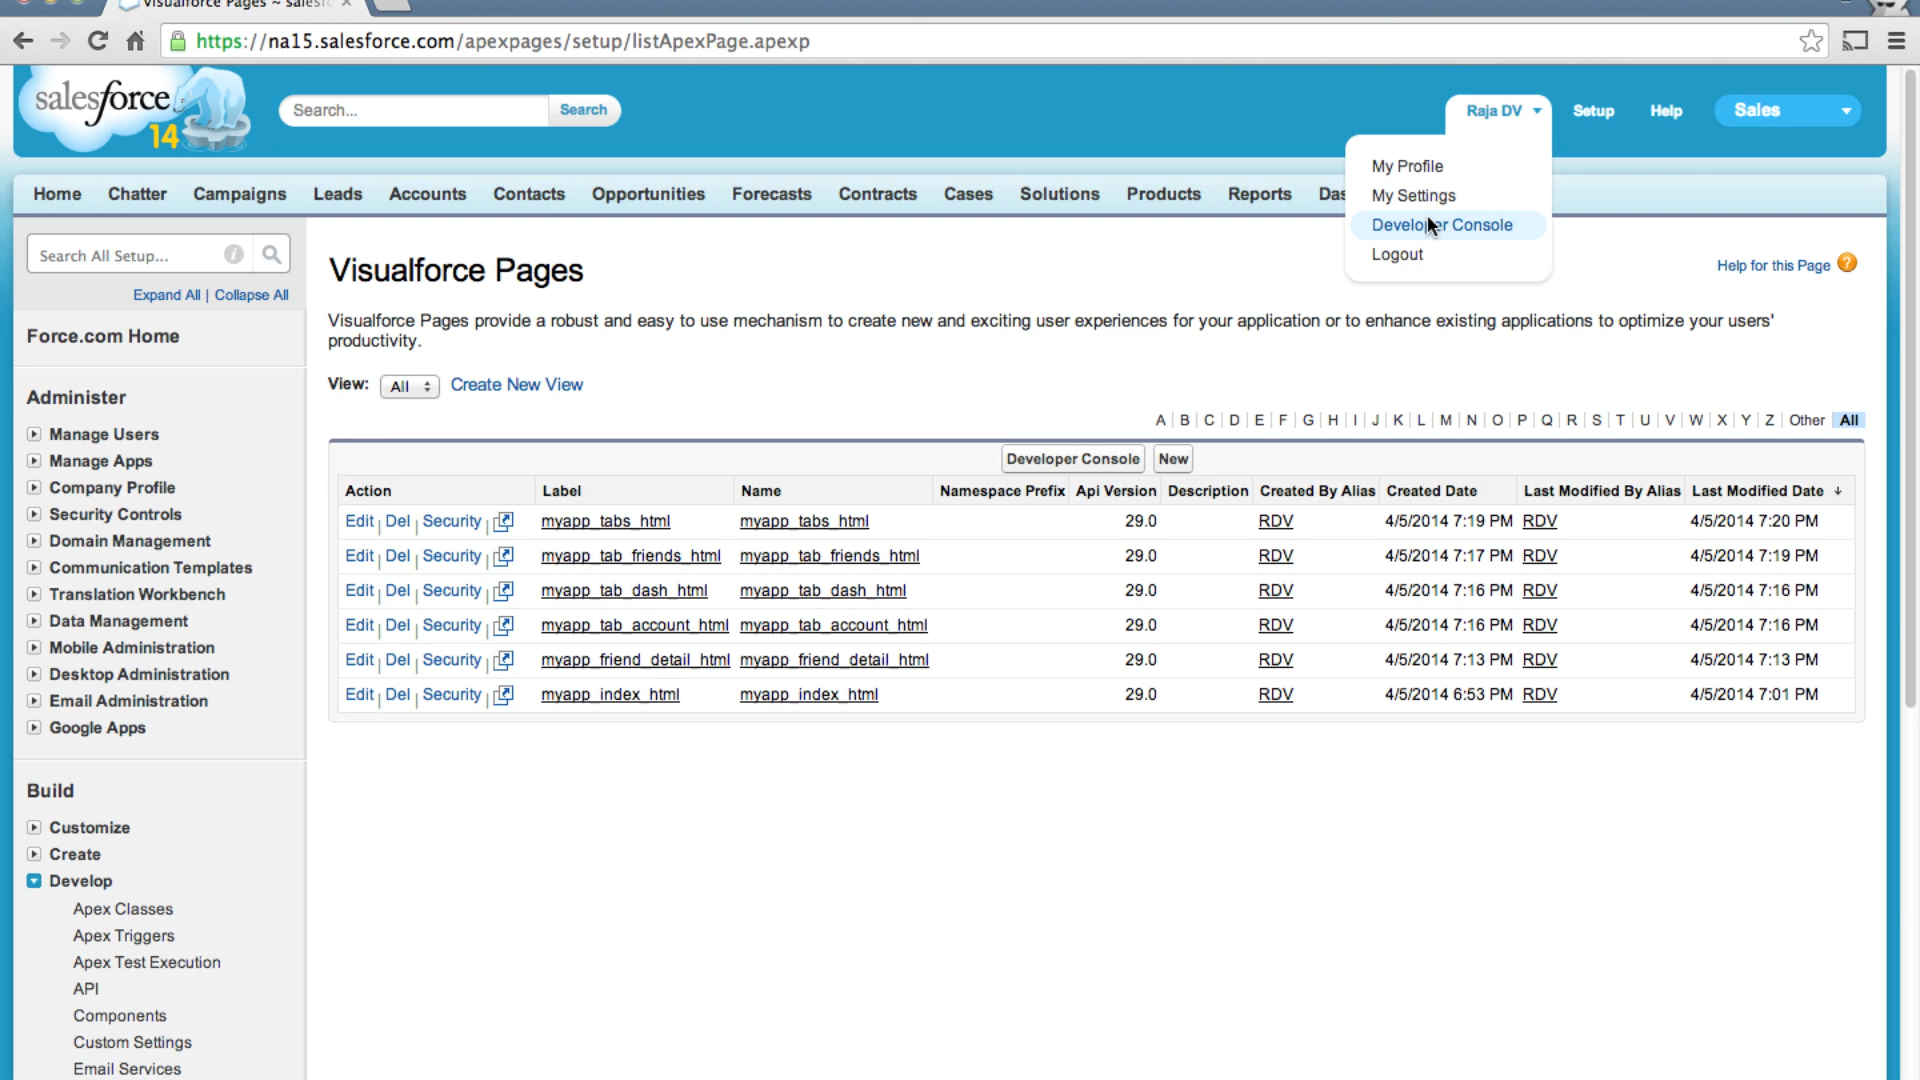 Visualforce Pages ~ salesfo
https://na15.salesforce.com/apexpages/setup/listApexPage.apexp
salesforce
14
Search...
Search
Raja DV
Setup
Help
Sales
My Profile
My Settings
Developer Console
Logout
Home Chatter Campaigns Leads Accounts Contacts Opportunities Forecasts Contracts Cases Solutions Products Reports Das
Search All Setup...
Expand All | Collapse All
Force.com Home
Administer
Manage Users
Manage Apps
Company Profile
Security Controls
Domain Management
Communication Templates
Translation Workbench
Data Management
Mobile Administration
Desktop Administration
Email Administration
Google Apps
Build
Customize
Create
Develop
Apex Classes
Apex Triggers
Apex Test Execution
API
Components
Custom Settings
Email Services
Visualforce Pages
Help for this Page ?
Visualforce Pages provide a robust and easy to use mechanism to create new and exciting user experiences for your application or to enhance existing applications to optimize your users'
productivity.
View: All Create New View
A | B | C | D | E | F | G | H | I | J | K | L | M | N | O | P | Q | R | S | T | U | V | W | X | Y | Z | Other All
Developer Console New
Action Label Name Namespace Prefix Api Version Description Created By Alias Created Date Last Modified By Alias Last Modified Date
Edit | Del | Security | myapp_tabs_html myapp_tabs_html 29.0 RDV 4/5/2014 7:19 PM RDV 4/5/2014 7:20 PM
Edit | Del | Security | myapp_tab_friends_html myapp_tab_friends_html 29.0 RDV 4/5/2014 7:17 PM RDV 4/5/2014 7:19 PM
Edit | Del | Security | myapp_tab_dash_html myapp_tab_dash_html 29.0 RDV 4/5/2014 7:16 PM RDV 4/5/2014 7:16 PM
Edit | Del | Security | myapp_tab_account_html myapp_tab_account_html 29.0 RDV 4/5/2014 7:16 PM RDV 4/5/2014 7:16 PM
Edit | Del | Security | myapp_friend_detail_html myapp_friend_detail_html 29.0 RDV 4/5/2014 7:13 PM RDV 4/5/2014 7:13 PM
Edit | Del | Security | myapp_index_html myapp_index_html 29.0 RDV 4/5/2014 6:53 PM RDV 4/5/2014 7:01 PM